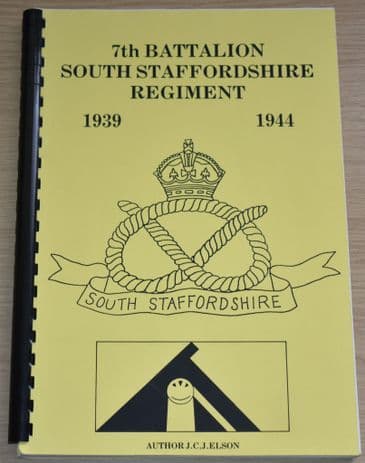 7th BATTALION
SOUTH STAFFORDSHIRE
REGIMENT
1939 1944
SOUTH STAFFORDSHIRE
AUTHOR J.C.J.ELSON